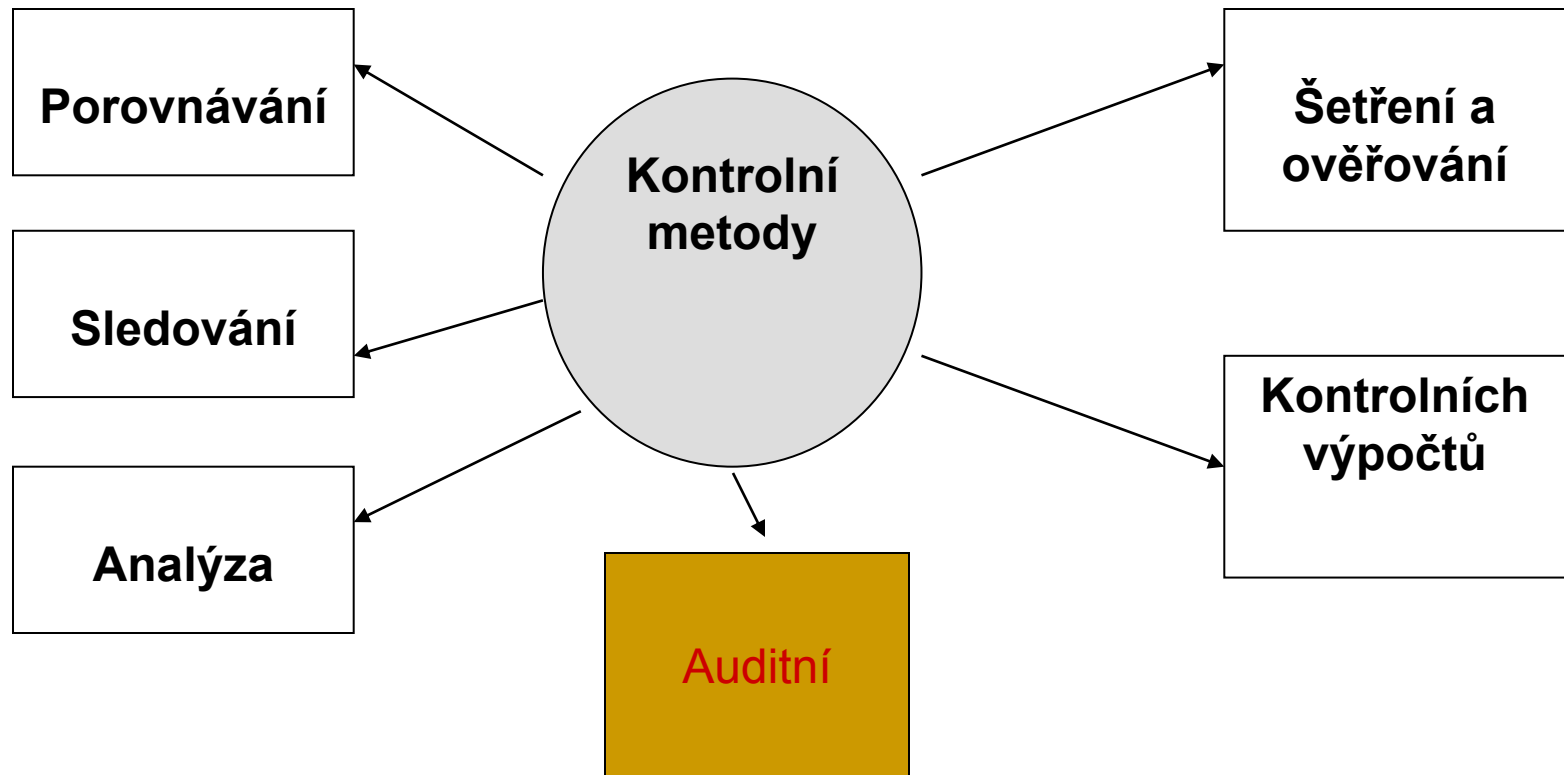 Porovnávání
Sledování
Analýza
Kontrolní
metody
Auditní
Šetření a
ověřování
Kontrolních
výpočtů